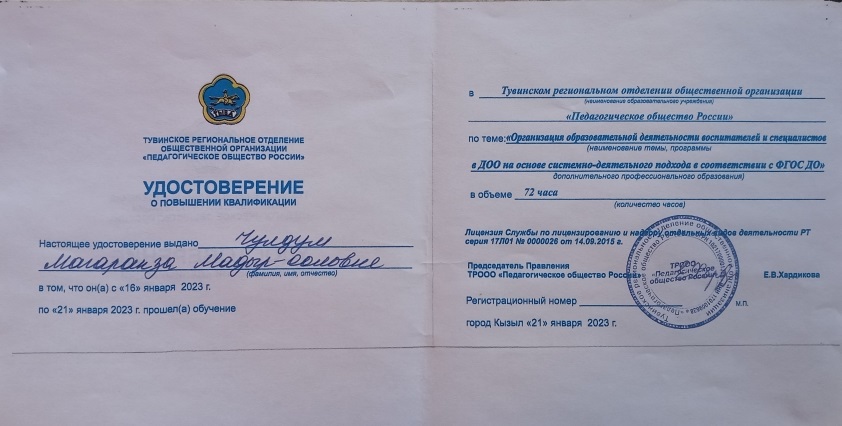 ТУВИНСКОЕ РЕГИОНАЛЬНОЕ ОТДЕЛЕНИЕ
ОБЩЕСТВЕННОЙ ОРГАНИЗАЦИИ
«ПЕДАГОГИЧЕСКОЕ ОБЩЕСТВО РОССИИ»
УДОСТОВЕРЕНИЕ
О ПОВЫШЕНИИ КВАЛИФИКАЦИИ
Настоящее удостоверение выдано Чулдум
(фамилия, имя, отчество)
в том, что он(а) с «16» января 2023 г.
по «21» января 2023 г. прошел(а) обучение
в Тувинском региональном отделении общественной организации
(наименование образовательного учреждения)
«Педагогическое общество России»
по теме: «Организация образовательной деятельности воспитателей и специалистов
(наименование темы, программы
в ДОО на основе системно-деятельного подхода в соответствии с ФГОС ДО»
дополнительного профессионального образования)
в объеме 72 часа
(количество часов)
Лицензия Службы по лицензированию и надзору отдельных видов деятельности РТ
серия 17Л01 № 0000026 от 14.09.2015 г.
Председатель Правления
ТРООО «Педагогическое общество России» Е.В.Хардикова
ТРООО
«Педагогическое
общество России»
Регистрационный номер
М.П.
город Кызыл «21» января 2023 г.